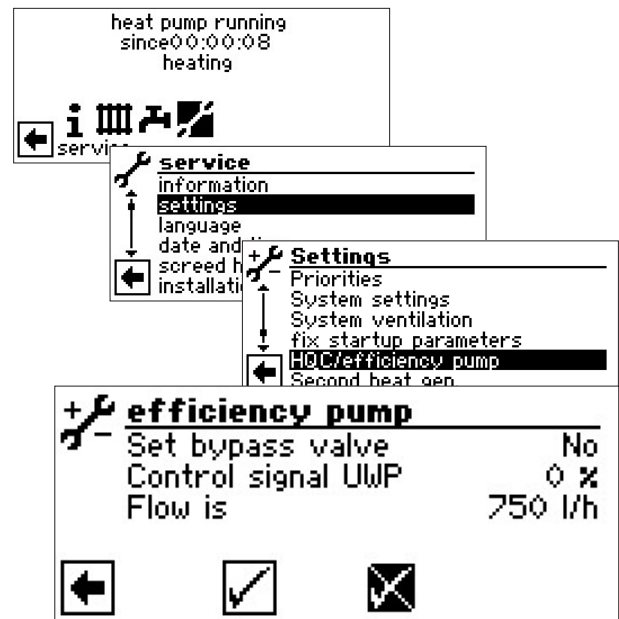 heat pump running
since00:00:08
heating
service
information
settings
language
date and
screed h
installati
Settings
Priorities
System settings
System ventilation
fix startup parameters
HQC/efficiency pump
Second heat gen
efficiency pump
Set bypass valve No
Control signal UWP 0 %
Flow is 750 l/h